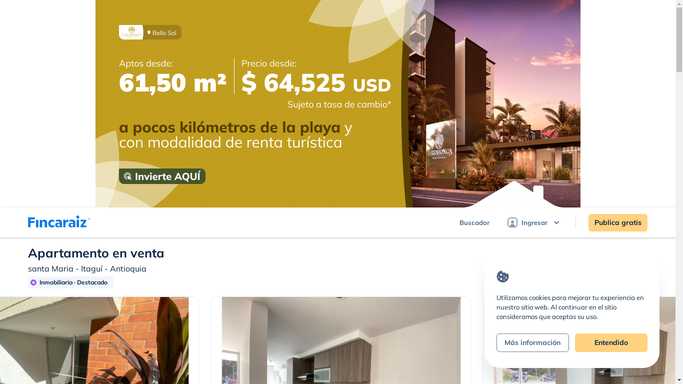 Bello Sol
Aptos desde:
61,50 m²
Precio desde:
$ 64,525 USD
Sujeto a tasa de cambio*
a pocos kilómetros de la playa y
con modalidad de renta turística
Invierte AQUÍ
Fincaraiz
Buscador
Ingresar
Publica gratis
Apartamento en venta
santa Maria - Itaguí - Antioquia
Inmobiliaria · Destacado
Utilizamos cookies para mejorar tu experiencia en
nuestro sitio web. Al continuar en el sitio
consideramos que aceptas su uso.
Más información
Entendido